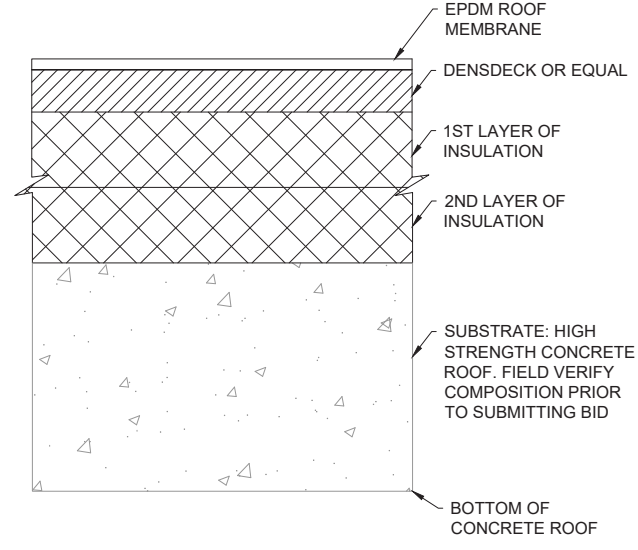 EPDM ROOF
MEMBRANE
DENSDECK OR EQUAL
1ST LAYER OF
INSULATION
2ND LAYER OF
INSULATION
SUBSTRATE: HIGH
STRENGTH CONCRETE
ROOF. FIELD VERIFY
COMPOSITION PRIOR
TO SUBMITTING BID
BOTTOM OF
CONCRETE ROOF